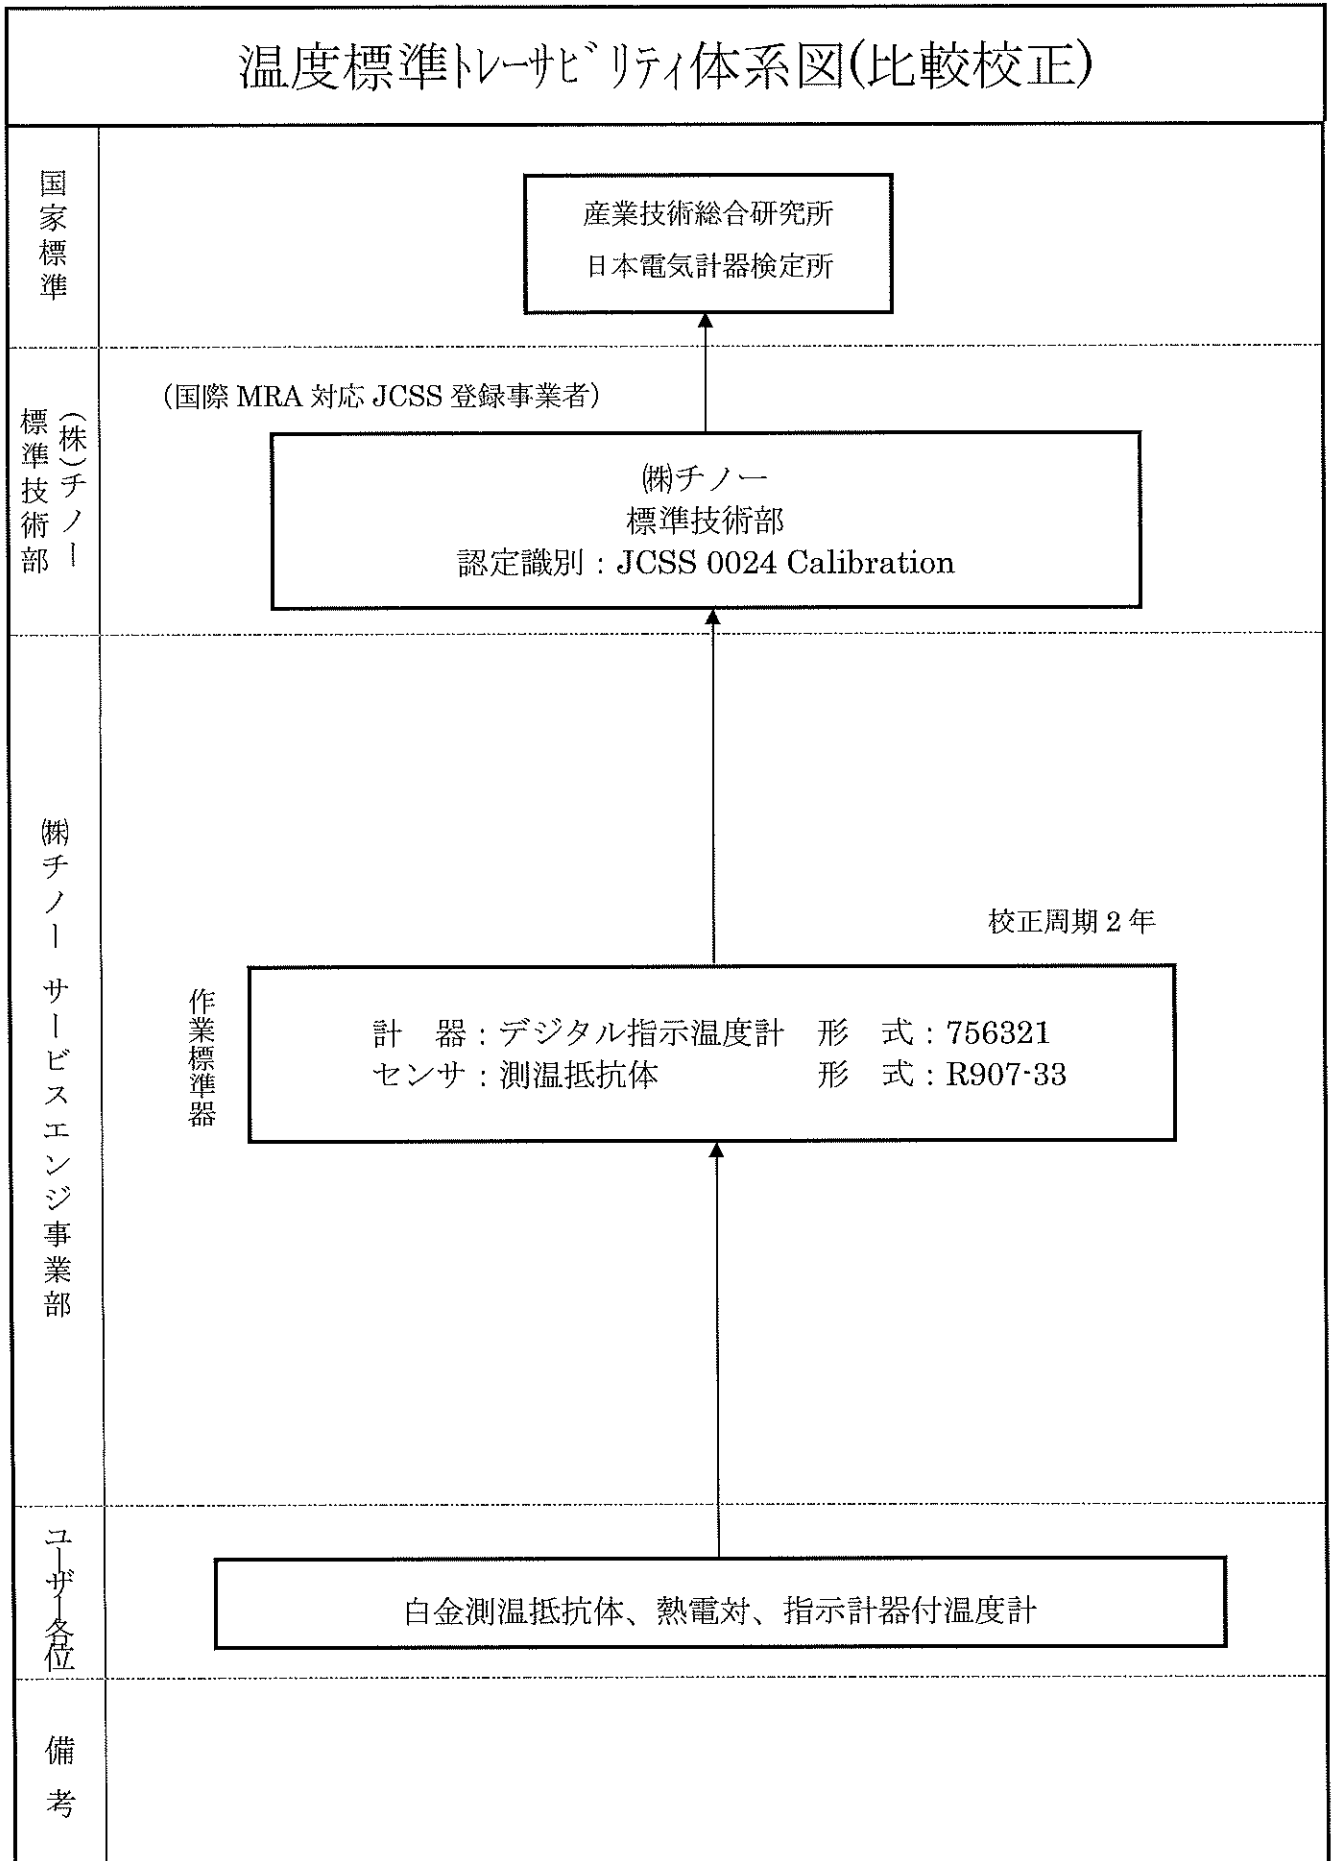 温度標準トレーサビリティ体系図(比較校正)
国家標準
産業技術総合研究所
日本電気計器検定所
(株)チノー
標準技術部
(国際 MRA 対応 JCSS 登録事業者)
㈱チノー
標準技術部
認定識別：JCSS 0024 Calibration
㈱チノー サービスエンジ事業部
校正周期 2 年
作業標準器
計 器：デジタル指示温度計 形 式：756321
センサ：測温抵抗体 形 式：R907-33
ユーザー各位
白金測温抵抗体、熱電対、指示計器付温度計
備考